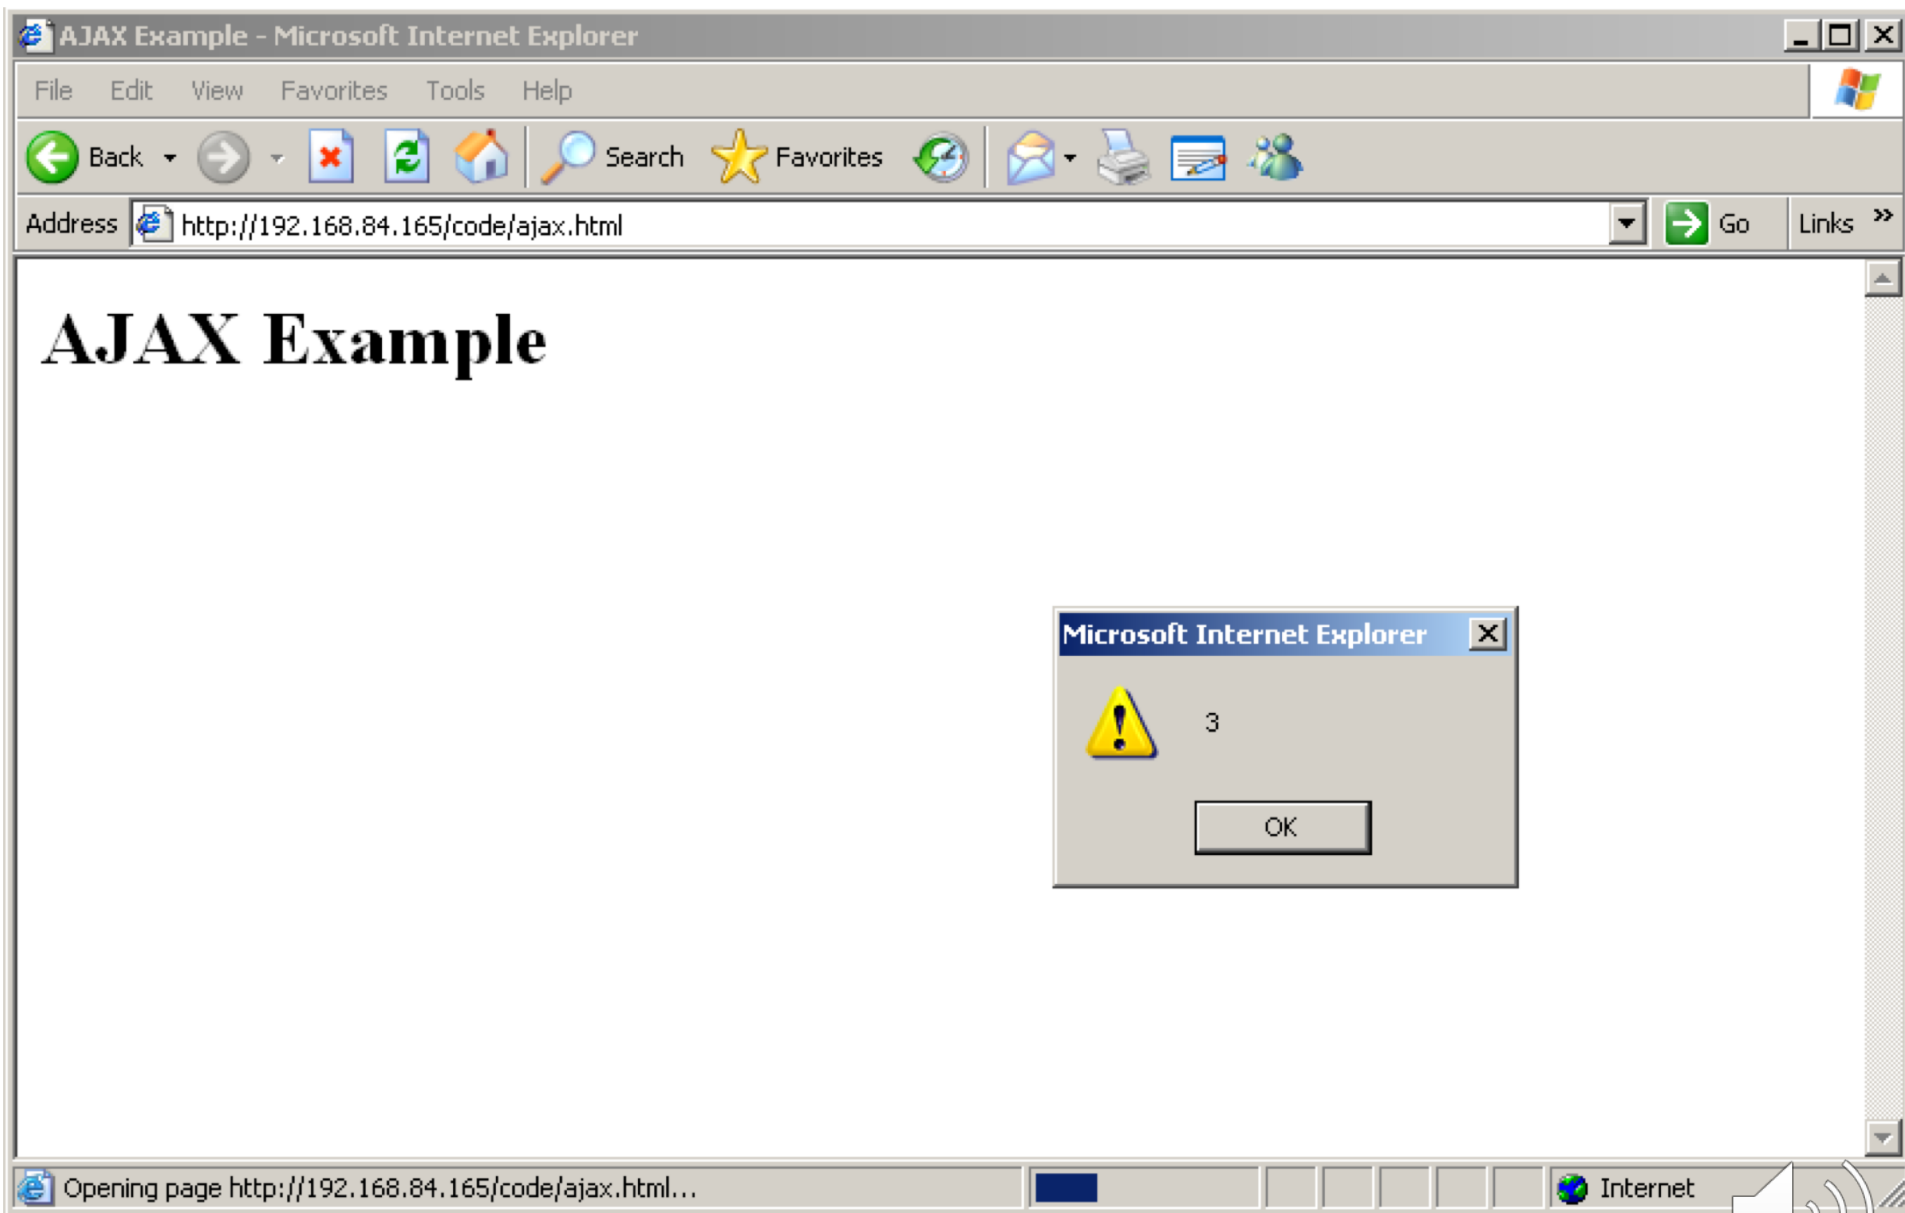 AJAX Example - Microsoft Internet Explorer
File Edit View Favorites Tools Help
Back Search Favorites
Address http://192.168.84.165/code/ajax.html Go Links »
AJAX Example
Microsoft Internet Explorer
3
OK
Opening page http://192.168.84.165/code/ajax.html... Internet